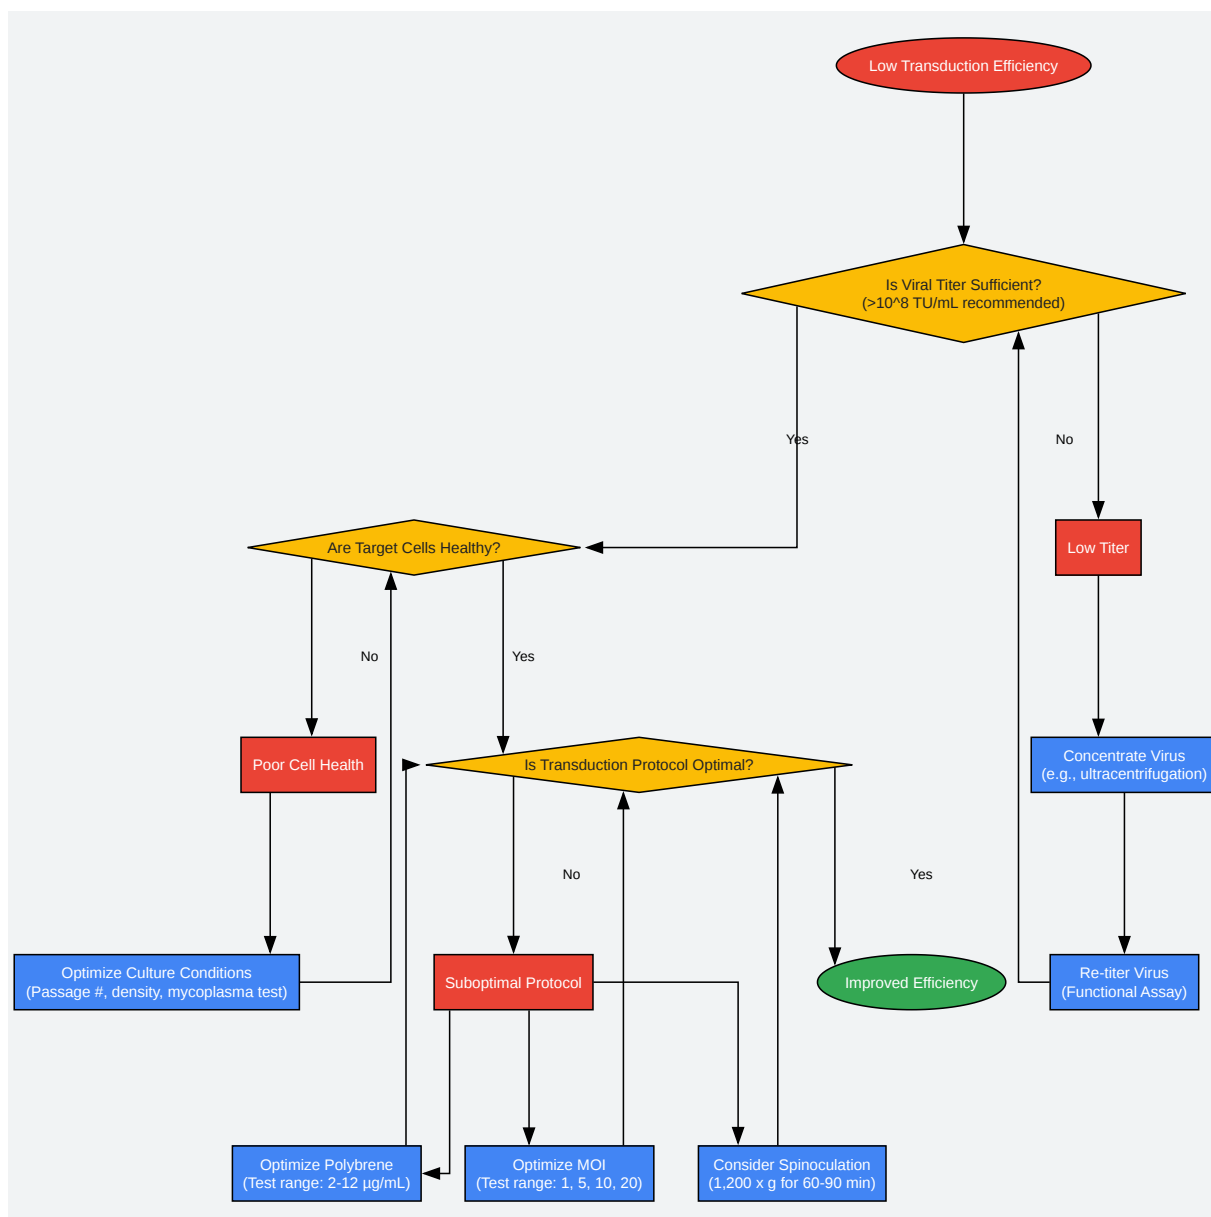 Low Transduction Efficiency
Is Viral Titer Sufficient?
(>10^8 TU/mL recommended)
Yes
No
Are Target Cells Healthy?
Low Titer
No
Yes
Poor Cell Health
Is Transduction Protocol Optimal?
Concentrate Virus
(e.g., ultracentrifugation)
No
Yes
Optimize Culture Conditions
(Passage #, density, mycoplasma test)
Suboptimal Protocol
Improved Efficiency
Re-titer Virus
(Functional Assay)
Optimize Polybrene
(Test range: 2-12 µg/mL)
Optimize MOI
(Test range: 1, 5, 10, 20)
Consider Spinoculation
(1,200 x g for 60-90 min)